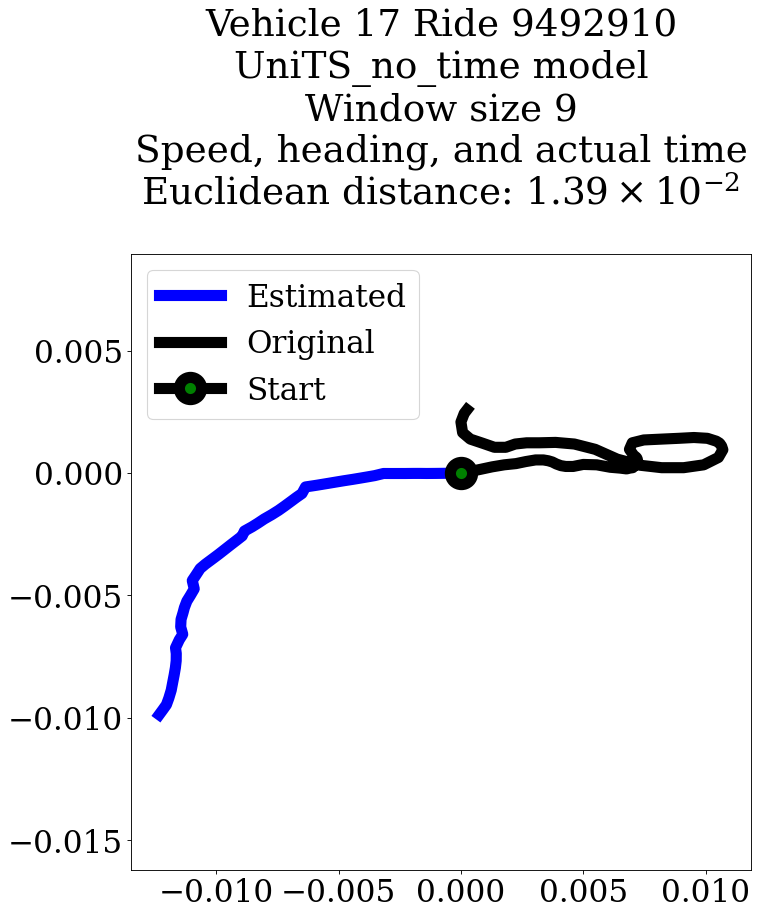 Vehicle 17 Ride 9492910
UniTS_no_time model
Window size 9
Speed, heading, and actual time
Euclidean distance: 1.39 × 10⁻²
Estimated
Original
Start
0.005
0.000
−0.005
−0.010
−0.015
−0.010 −0.005 0.000 0.005 0.010